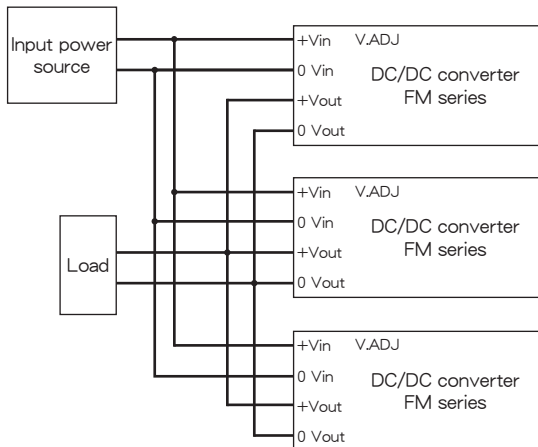 Input power
source
+Vin V.ADJ
0 Vin
DC/DC converter
FM series
+Vout
0 Vout
+Vin V.ADJ
0 Vin
DC/DC converter
FM series
+Vout
0 Vout
Load
+Vin V.ADJ
0 Vin
DC/DC converter
FM series
+Vout
0 Vout